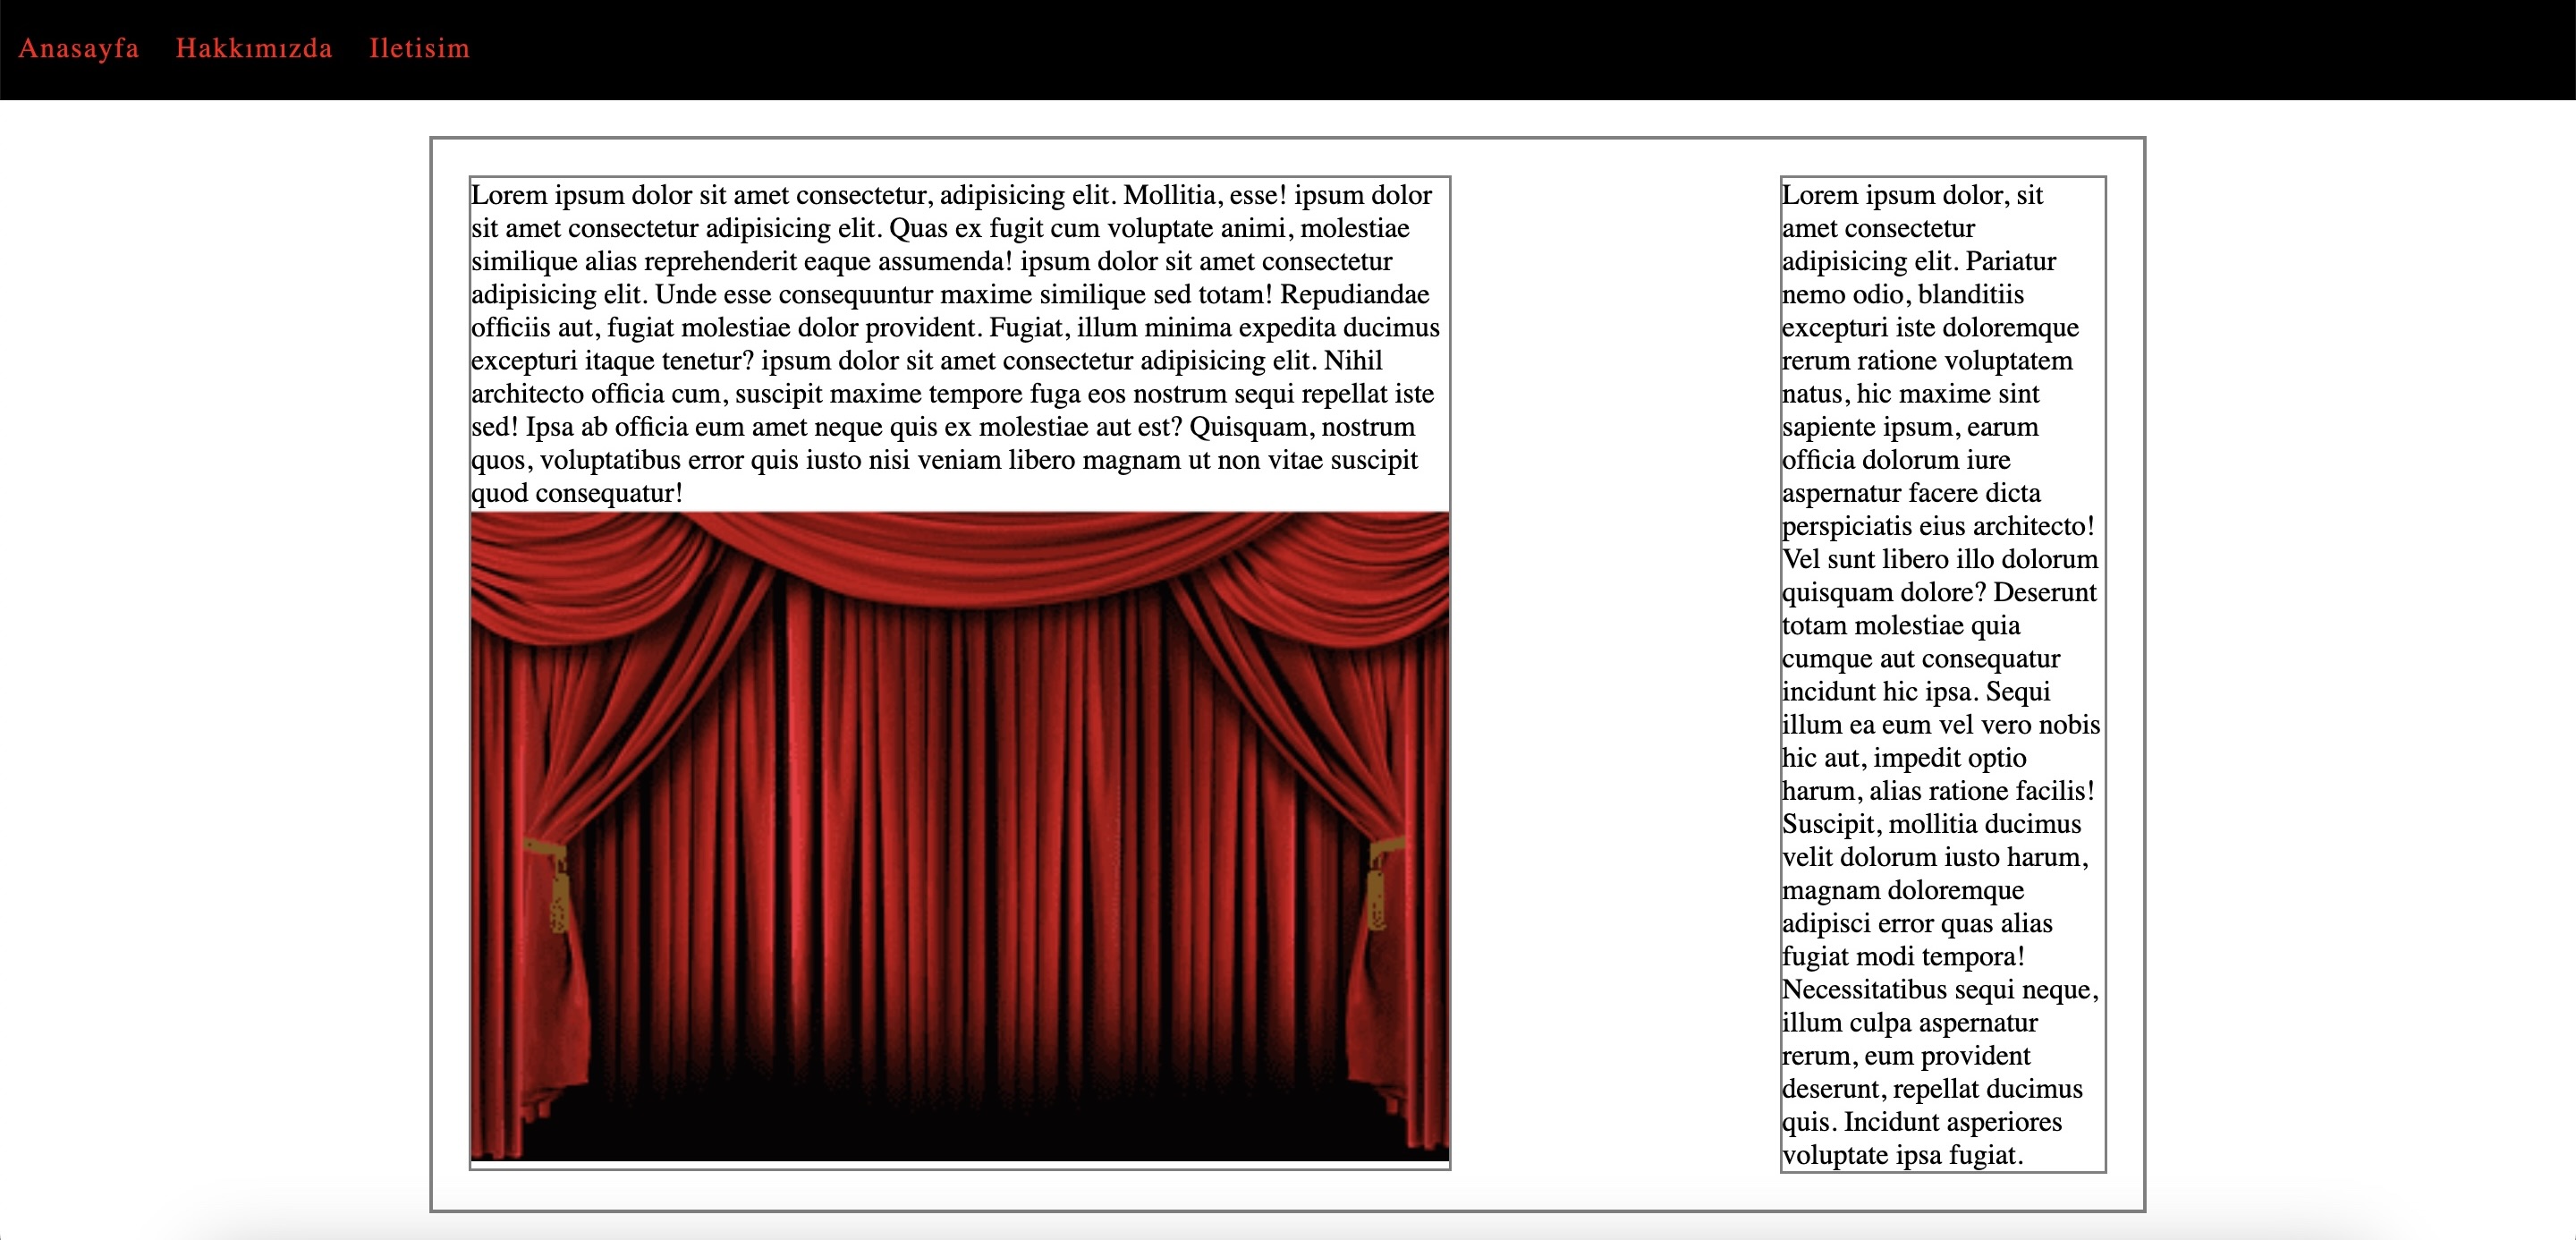 Anasayfa Hakkımızda Iletisim
Lorem ipsum dolor sit amet consectetur, adipisicing elit. Mollitia, esse! ipsum dolor
sit amet consectetur adipisicing elit. Quas ex fugit cum voluptate animi, molestiae
similique alias reprehenderit eaque assumenda! ipsum dolor sit amet consectetur
adipisicing elit. Unde esse consequuntur maxime similique sed totam! Repudiandae
officiis aut, fugiat molestiae dolor provident. Fugiat, illum minima expedita ducimus
excepturi itaque tenetur? ipsum dolor sit amet consectetur adipisicing elit. Nihil
architecto officia cum, suscipit maxime tempore fuga eos nostrum sequi repellat iste
sed! Ipsa ab officia eum amet neque quis ex molestiae aut est? Quisquam, nostrum
quos, voluptatibus error quis iusto nisi veniam libero magnam ut non vitae suscipit
quod consequatur!
Lorem ipsum dolor, sit
amet consectetur
adipisicing elit. Pariatur
nemo odio, blanditiis
excepturi iste doloremque
rerum ratione voluptatem
natus, hic maxime sint
sapiente ipsum, earum
officia dolorum iure
aspernatur facere dicta
perspiciatis eius architecto!
Vel sunt libero illo dolorum
quisquam dolore? Deserunt
totam molestiae quia
cumque aut consequatur
incidunt hic ipsa. Sequi
illum ea eum vel vero nobis
hic aut, impedit optio
harum, alias ratione facilis!
Suscipit, mollitia ducimus
velit dolorum iusto harum,
magnam doloremque
adipisci error quas alias
fugiat modi tempora!
Necessitatibus sequi neque,
illum culpa aspernatur
rerum, eum provident
deserunt, repellat ducimus
quis. Incidunt asperiores
voluptate ipsa fugiat.